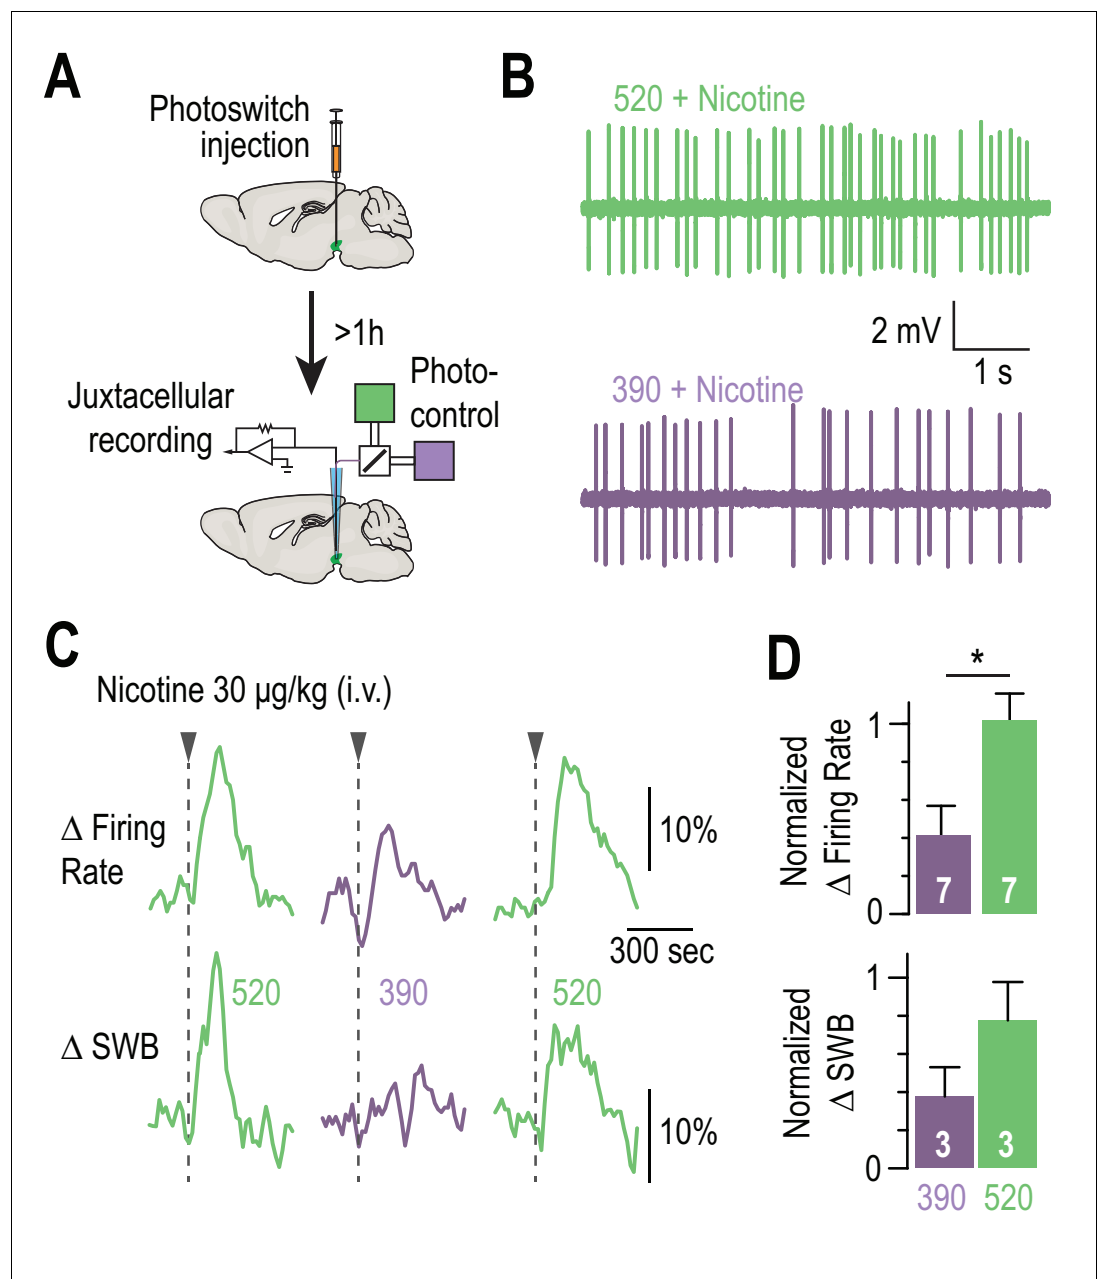 A
Photoswitch
injection
>1h
Juxtacellular
recording
Photo-
control
B
520 + Nicotine
2 mV
1 s
390 + Nicotine
C
Nicotine 30 µg/kg (i.v.)
Δ Firing
Rate
10%
300 sec
520
390
520
Δ SWB
10%
D
*
Normalized
Δ Firing Rate
1
0
7
7
Normalized
Δ SWB
1
0
3
3
390
520